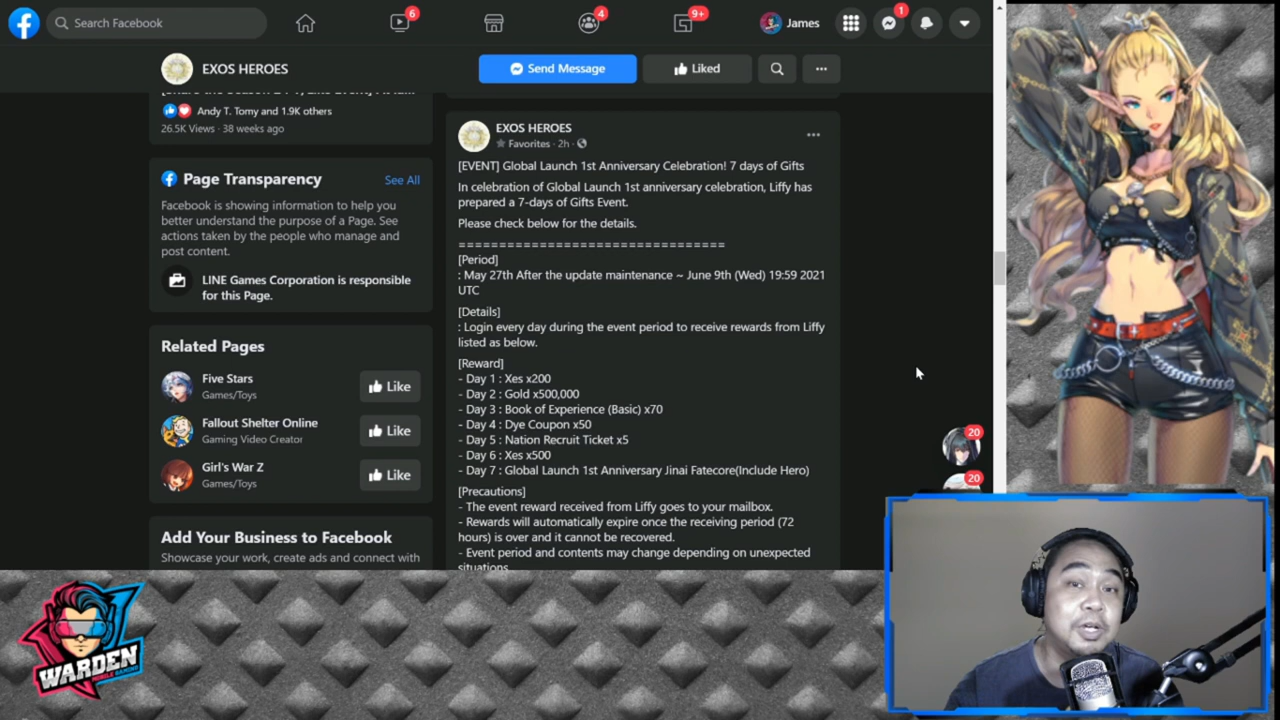 Search Facebook
6
4
9+
James
1
EXOS HEROES
Send Message
Liked
Andy T. Tomy and 1.9K others
26.5K Views · 38 weeks ago
Page Transparency
See All
Facebook is showing information to help you
better understand the purpose of a Page. See
actions taken by the people who manage and
post content.
LINE Games Corporation is responsible
for this Page.
Related Pages
Five Stars
Games/Toys
Like
Fallout Shelter Online
Gaming Video Creator
Like
Girl's War Z
Games/Toys
Like
Add Your Business to Facebook
Showcase your work, create ads and connect with
EXOS HEROES
Favorites · 2h ·
[EVENT] Global Launch 1st Anniversary Celebration! 7 days of Gifts
In celebration of Global Launch 1st anniversary celebration, Liffy has
prepared a 7-days of Gifts Event.
Please check below for the details.
================================
[Period]
: May 27th After the update maintenance ~ June 9th (Wed) 19:59 2021
UTC
[Details]
: Login every day during the event period to receive rewards from Liffy
listed as below.
[Reward]
- Day 1 : Xes x200
- Day 2 : Gold x500,000
- Day 3 : Book of Experience (Basic) x70
- Day 4 : Dye Coupon x50
- Day 5 : Nation Recruit Ticket x5
- Day 6 : Xes x500
- Day 7 : Global Launch 1st Anniversary Jinai Fatecore(Include Hero)
[Precautions]
- The event reward received from Liffy goes to your mailbox.
- Rewards will automatically expire once the receiving period (72
hours) is over and it cannot be recovered.
- Event period and contents may change depending on unexpected
situations.
20
20
WARDEN
MOBILE GAMING